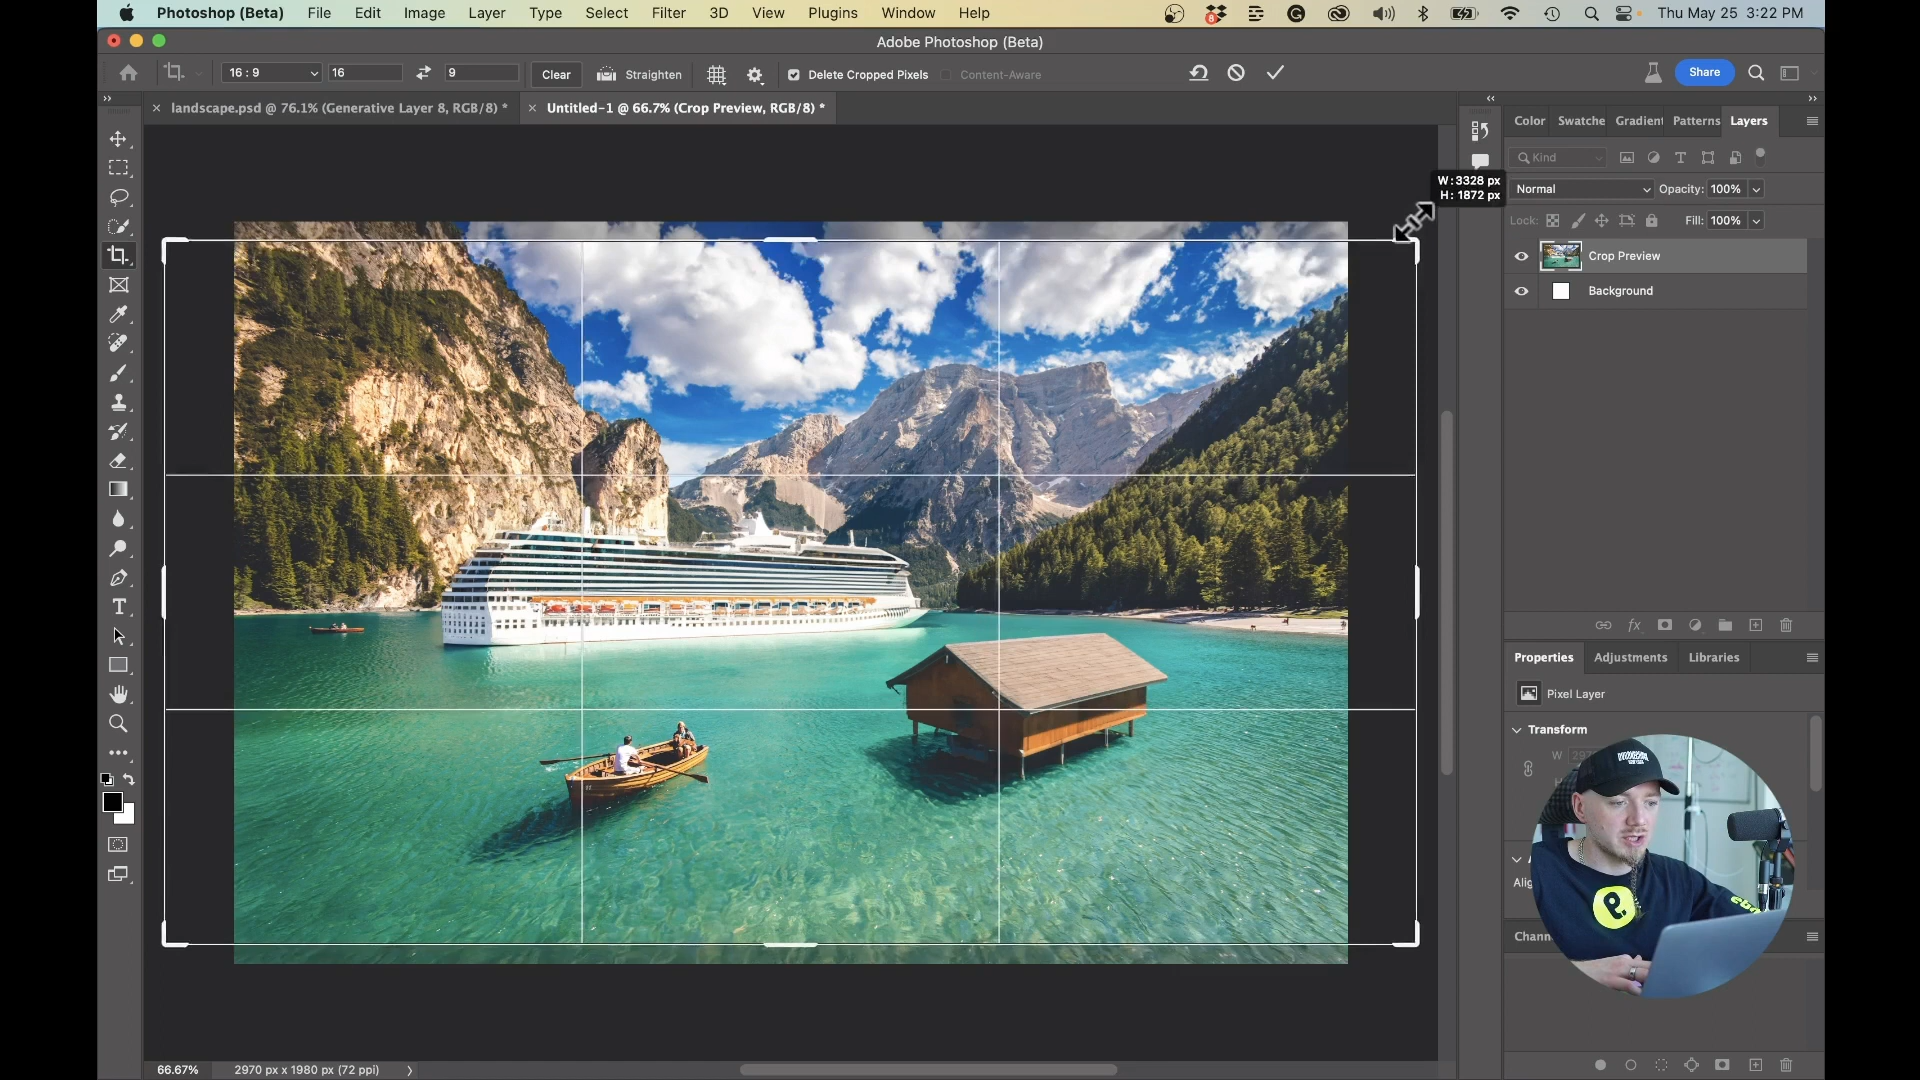 Photoshop (Beta) File Edit Image Layer Type Select Filter 3D View Plugins Window Help 8 Thu May 25 3:22 PM
Adobe Photoshop (Beta)
16 : 9 16 9 Clear Straighten Delete Cropped Pixels Content-Aware Share
landscape.psd @ 76.1% (Generative Layer 8, RGB/8) *
Untitled-1 @ 66.7% (Crop Preview, RGB/8) *
Color Swatche Gradient Patterns Layers
Kind
W: 3328 px
H: 1872 px
Normal Opacity: 100%
Lock: Fill: 100%
Crop Preview
Background
fx
Properties Adjustments Libraries
Pixel Layer
Transform
W
Alig
Chann
66.67% 2970 px x 1980 px (72 ppi)